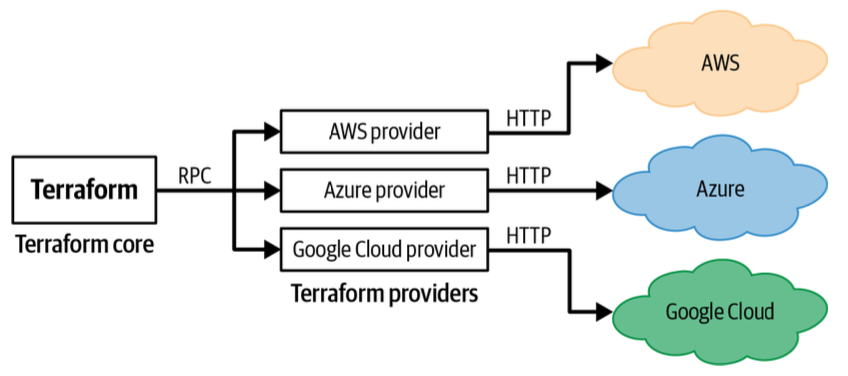 Terraform
Terraform core
RPC
AWS provider
Azure provider
Google Cloud provider
Terraform providers
HTTP
HTTP
HTTP
AWS
Azure
Google Cloud